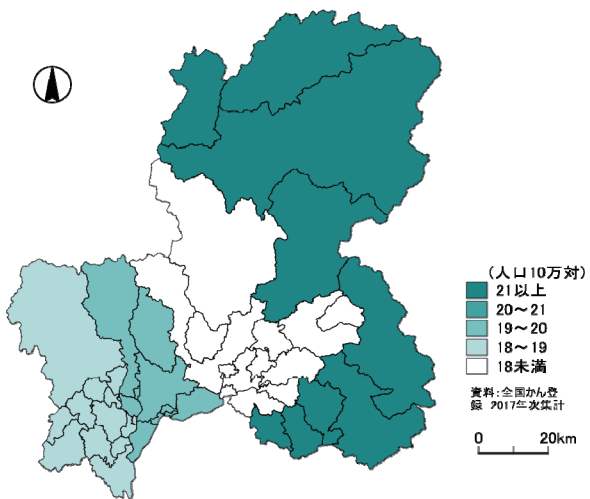 (人口10万対)
21以上
20～21
19～20
18～19
18未満
資料:全国がん登
録 2017年次集計
0 20km